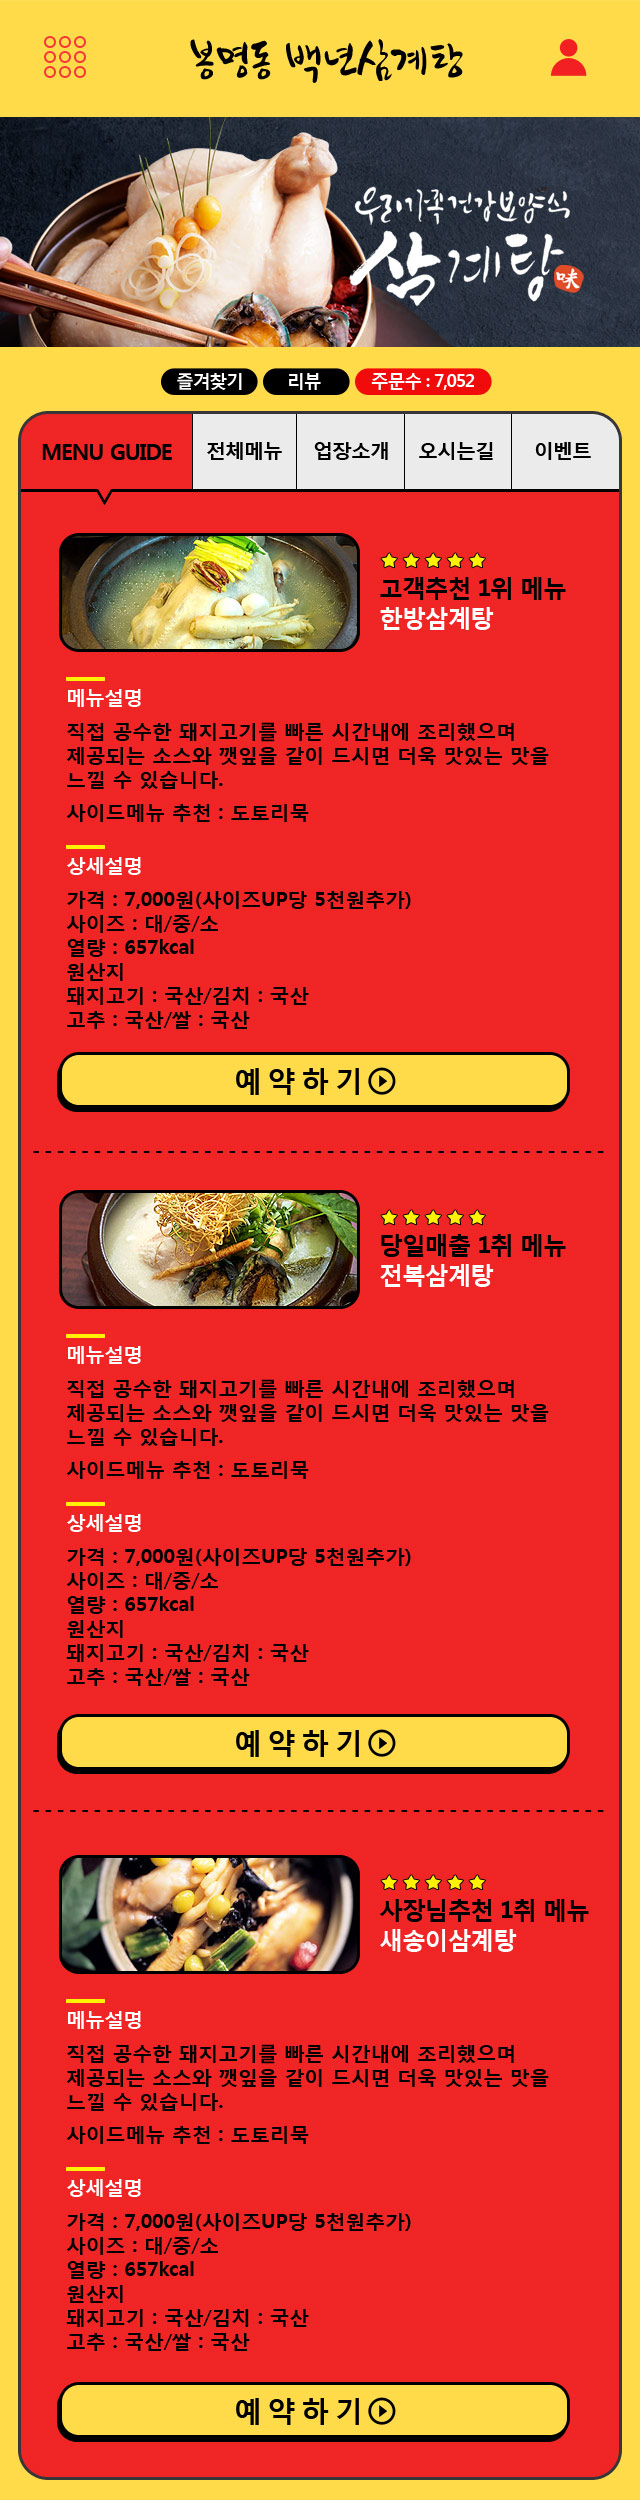 봉명동 백년삼계탕
우리가족건강보양식
삼계탕
味
즐겨찾기 리뷰 주문수 : 7,052
MENU GUIDE 전체메뉴 업장소개 오시는길 이벤트
고객추천 1위 메뉴
한방삼계탕
메뉴설명
직접 공수한 돼지고기를 빠른 시간내에 조리했으며
제공되는 소스와 깻잎을 같이 드시면 더욱 맛있는 맛을
느낄 수 있습니다.
사이드메뉴 추천 : 도토리묵
상세설명
가격 : 7,000원(사이즈UP당 5천원추가)
사이즈 : 대/중/소
열량 : 657kcal
원산지
돼지고기 : 국산/김치 : 국산
고추 : 국산/쌀 : 국산
예약하기
당일매출 1취 메뉴
전복삼계탕
메뉴설명
직접 공수한 돼지고기를 빠른 시간내에 조리했으며
제공되는 소스와 깻잎을 같이 드시면 더욱 맛있는 맛을
느낄 수 있습니다.
사이드메뉴 추천 : 도토리묵
상세설명
가격 : 7,000원(사이즈UP당 5천원추가)
사이즈 : 대/중/소
열량 : 657kcal
원산지
돼지고기 : 국산/김치 : 국산
고추 : 국산/쌀 : 국산
예약하기
사장님추천 1취 메뉴
새송이삼계탕
메뉴설명
직접 공수한 돼지고기를 빠른 시간내에 조리했으며
제공되는 소스와 깻잎을 같이 드시면 더욱 맛있는 맛을
느낄 수 있습니다.
사이드메뉴 추천 : 도토리묵
상세설명
가격 : 7,000원(사이즈UP당 5천원추가)
사이즈 : 대/중/소
열량 : 657kcal
원산지
돼지고기 : 국산/김치 : 국산
고추 : 국산/쌀 : 국산
예약하기